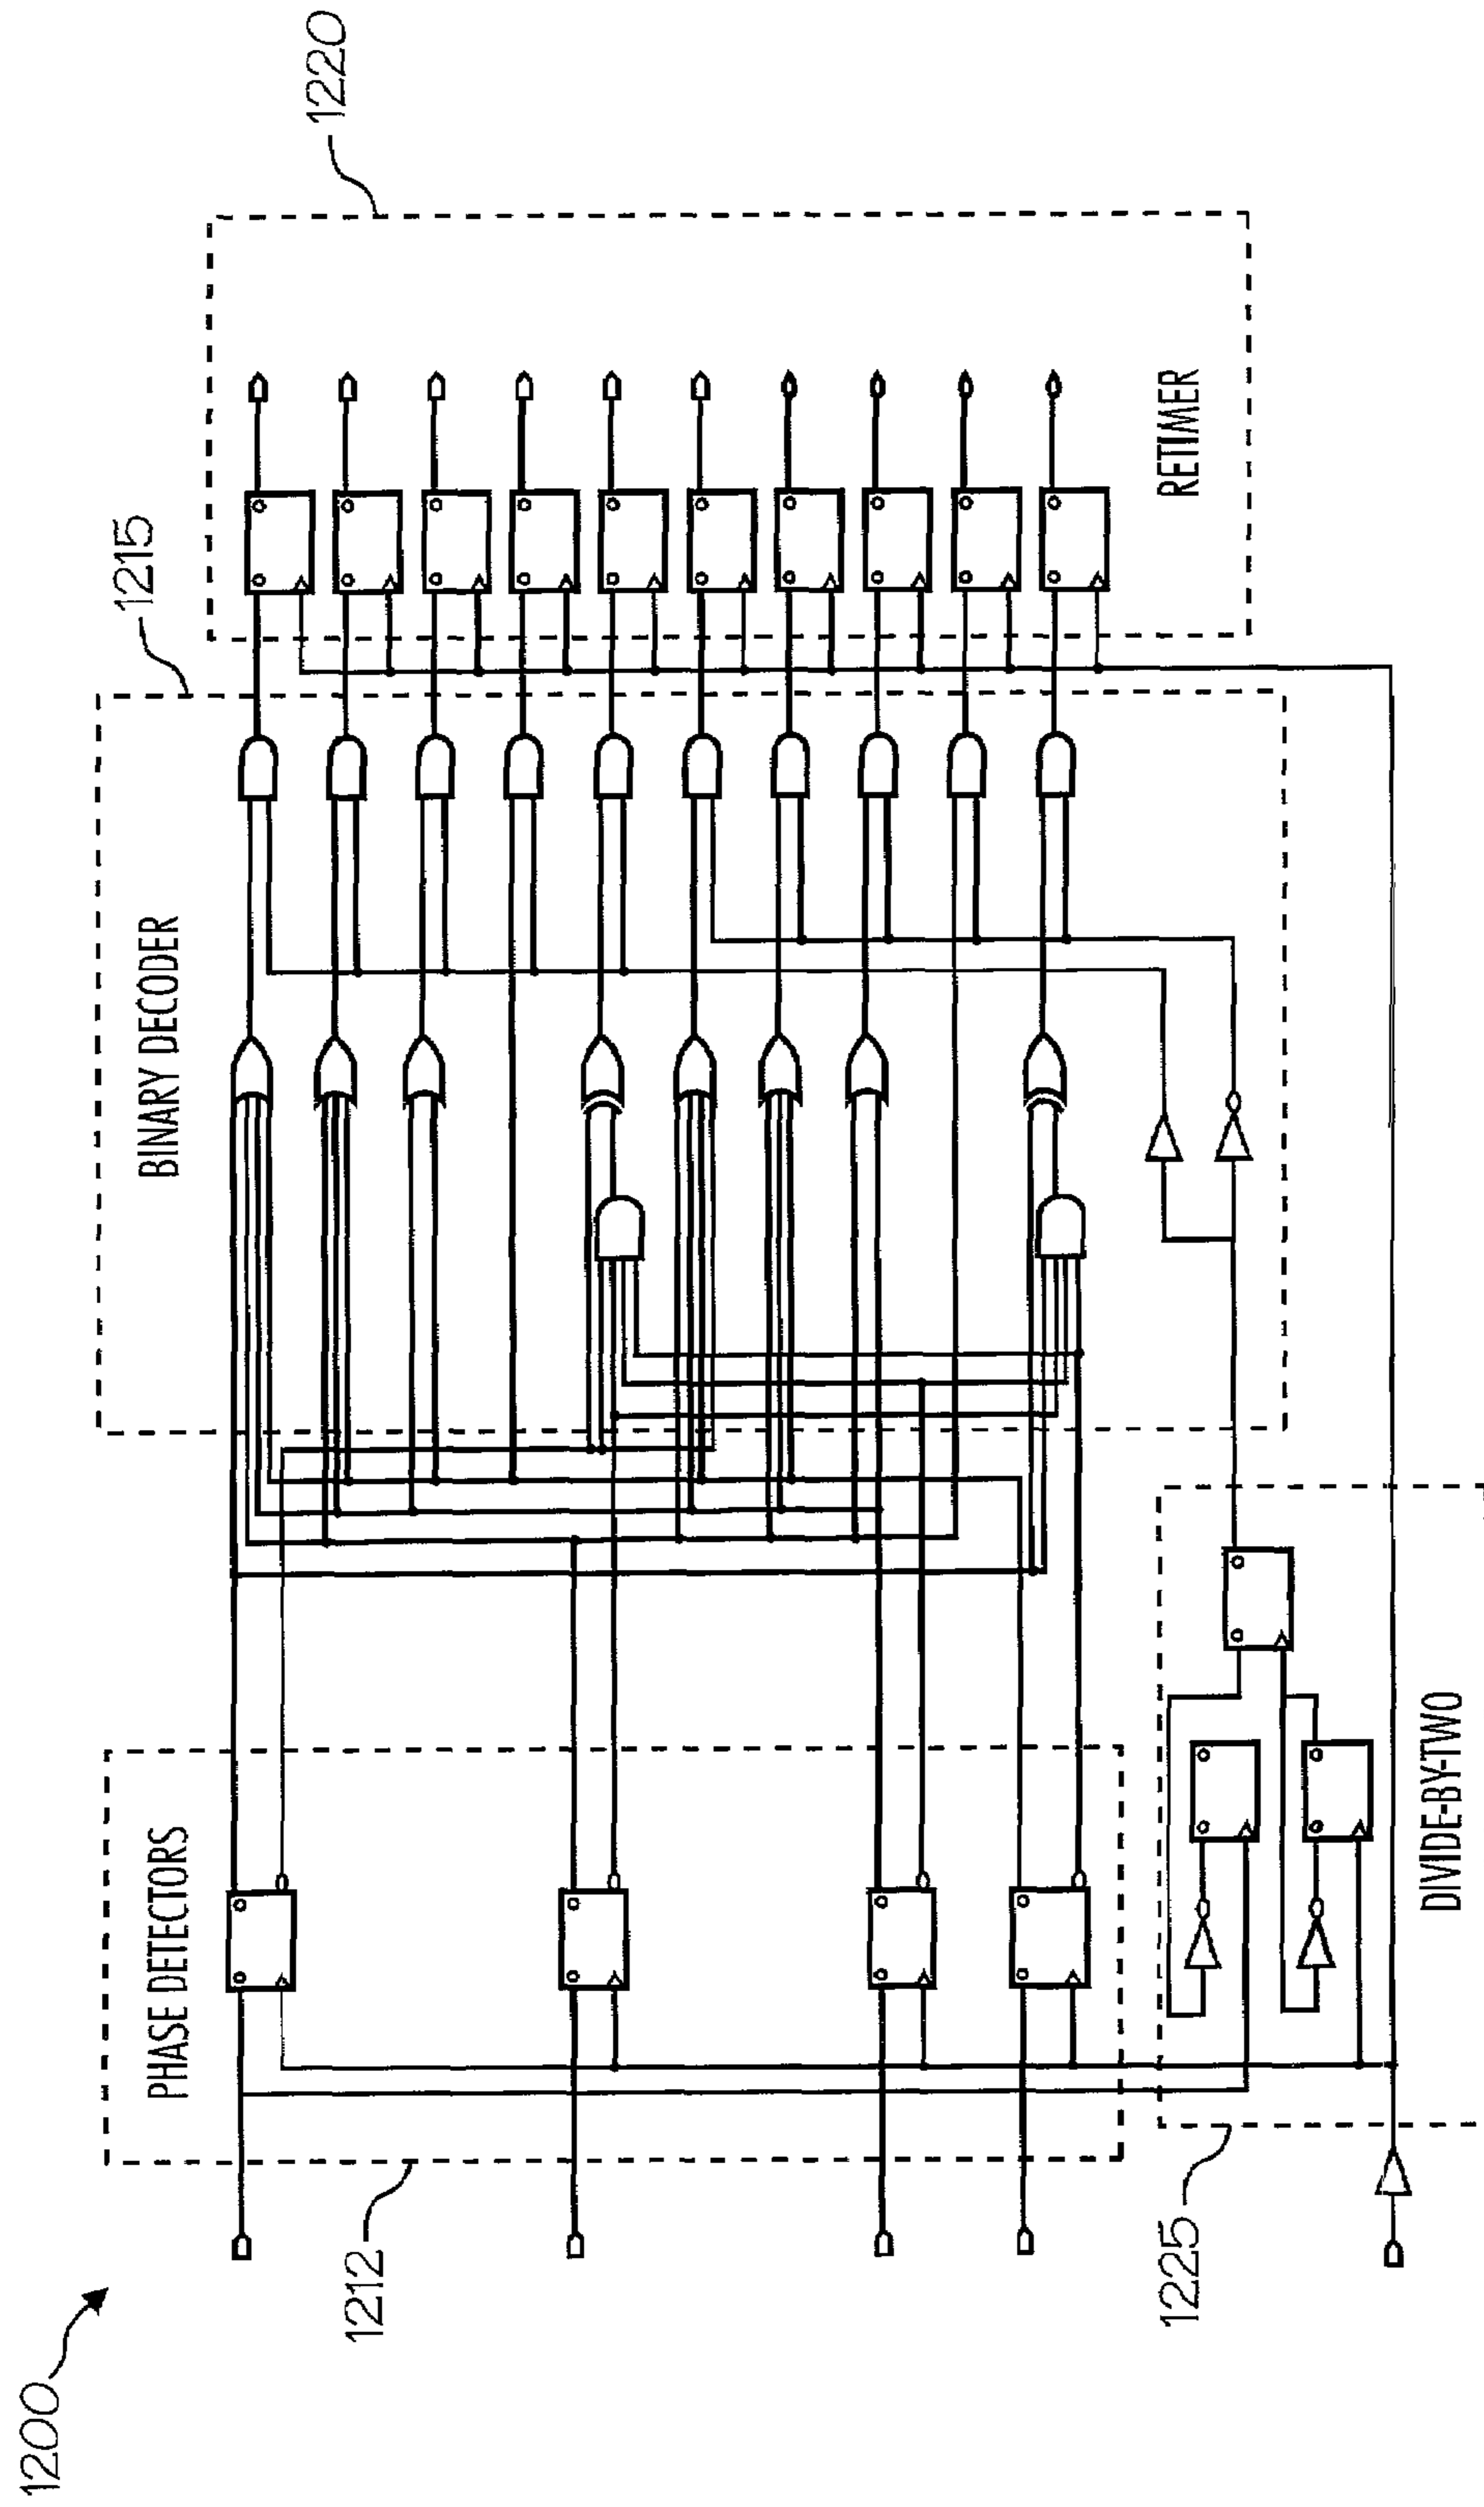 1200
PHASE DETECTORS
1212
BINARY DECODER
1215
1220
RETIMER
DIVIDE-BY-TWO
1225